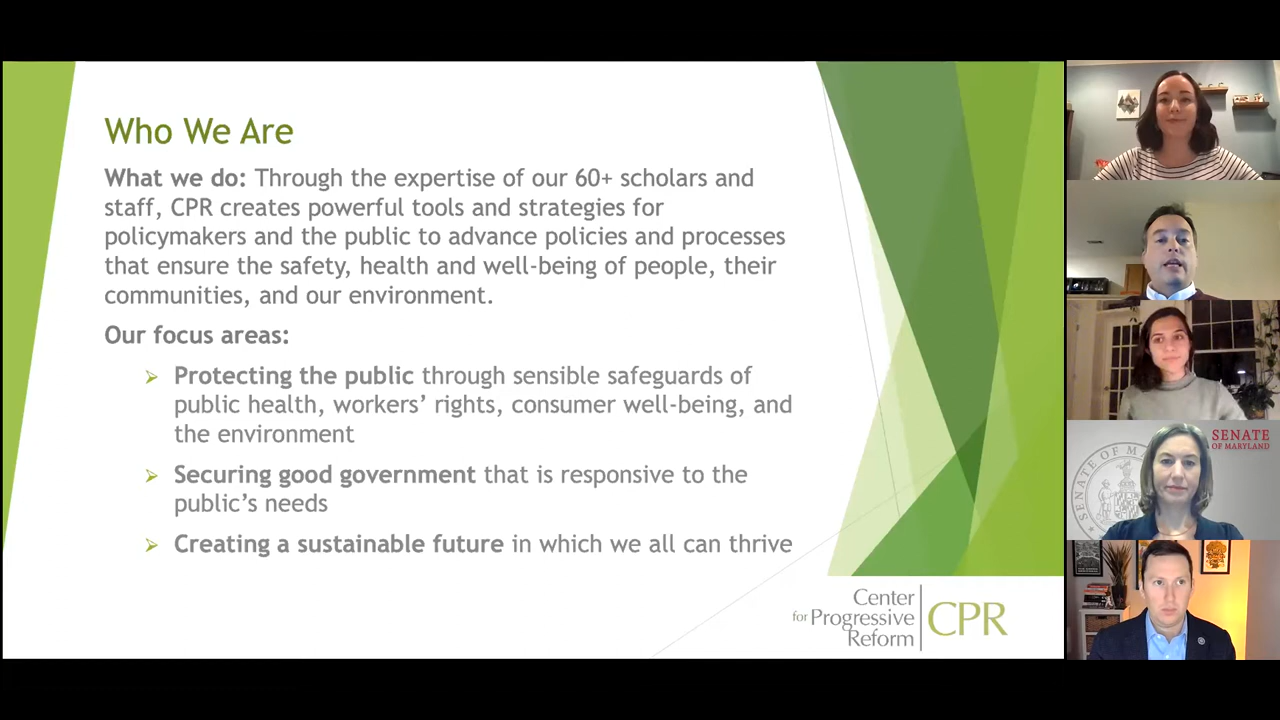 Who We Are
What we do: Through the expertise of our 60+ scholars and
staff, CPR creates powerful tools and strategies for
policymakers and the public to advance policies and processes
that ensure the safety, health and well-being of people, their
communities, and our environment.
Our focus areas:
Protecting the public through sensible safeguards of
public health, workers’ rights, consumer well-being, and
the environment
Securing good government that is responsive to the
public’s needs
Creating a sustainable future in which we all can thrive
Center
for Progressive
Reform
CPR
SENATE
OF MARYLAND
SENATE OF M